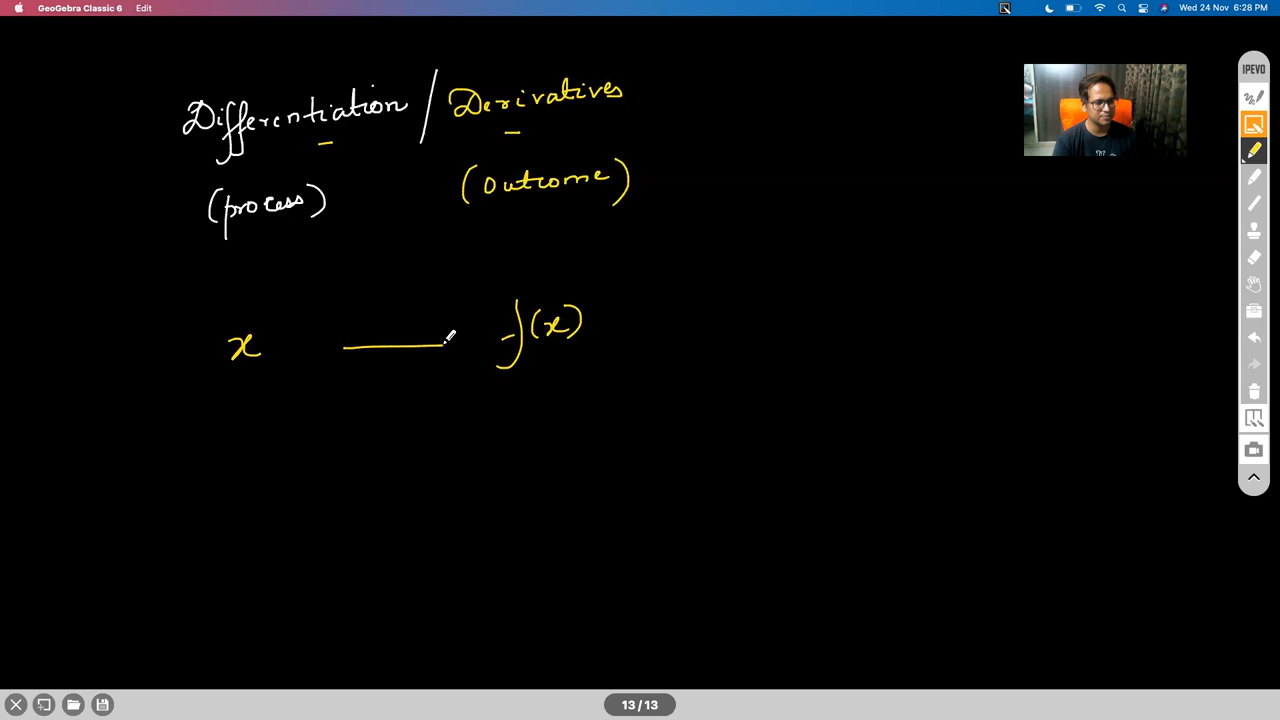 GeoGebra Classic 6 Edit Wed 24 Nov 6:28 PM
IPEVO
Differentiation / Derivatives
(process) (outcome)
x —— f(x)
13/13